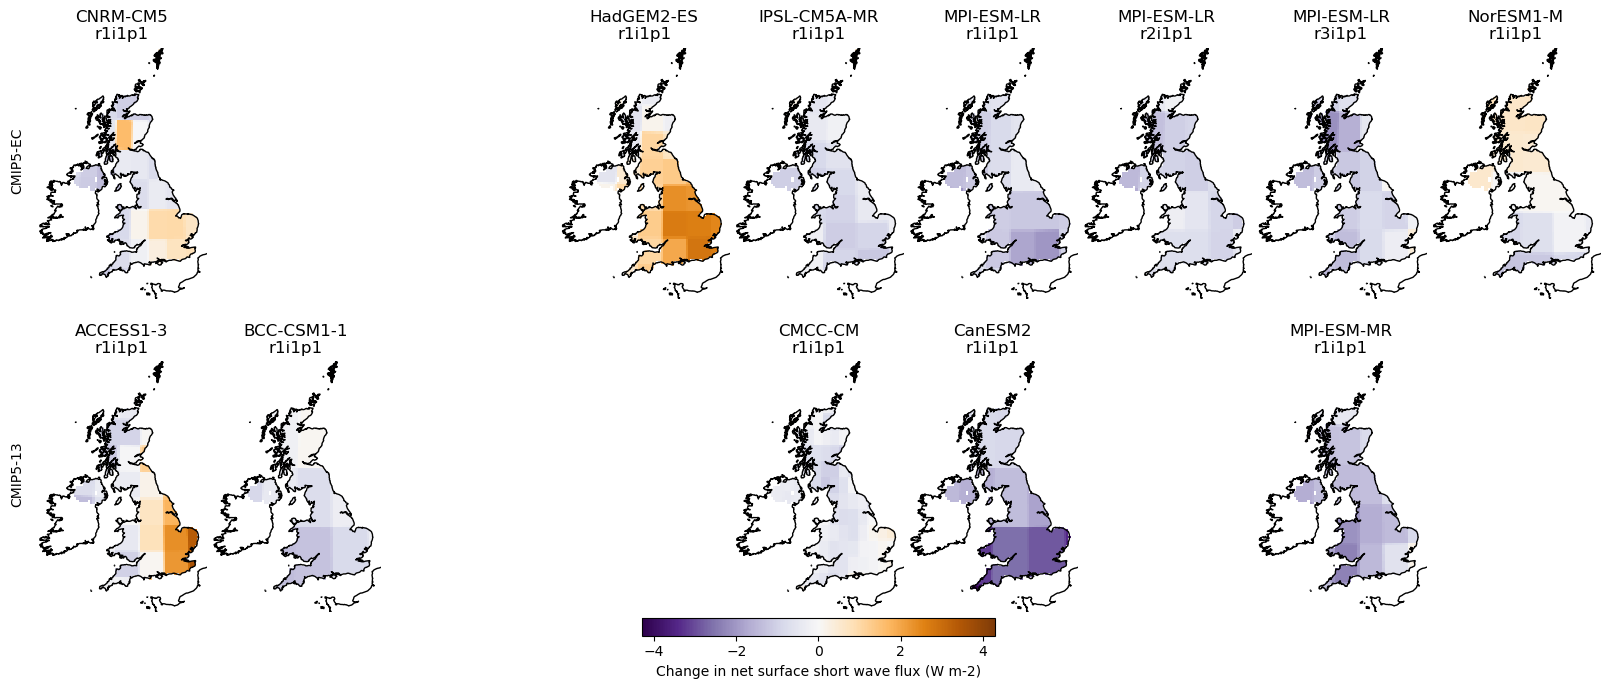 CNRM-CM5
r1i1p1
HadGEM2-ES
r1i1p1
IPSL-CM5A-MR
r1i1p1
MPI-ESM-LR
r1i1p1
MPI-ESM-LR
r2i1p1
MPI-ESM-LR
r3i1p1
NorESM1-M
r1i1p1
CMIP5-EC
ACCESS1-3
r1i1p1
BCC-CSM1-1
r1i1p1
CMCC-CM
r1i1p1
CanESM2
r1i1p1
MPI-ESM-MR
r1i1p1
CMIP5-13
−4 −2 0 2 4
Change in net surface short wave flux (W m-2)